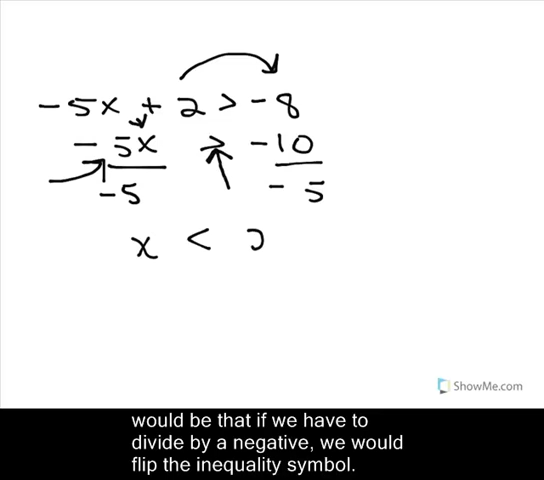 -5x + 2 > -8
-5x > -10
-5 -5
x <
ShowMe.com
would be that if we have to
divide by a negative, we would
flip the inequality symbol.